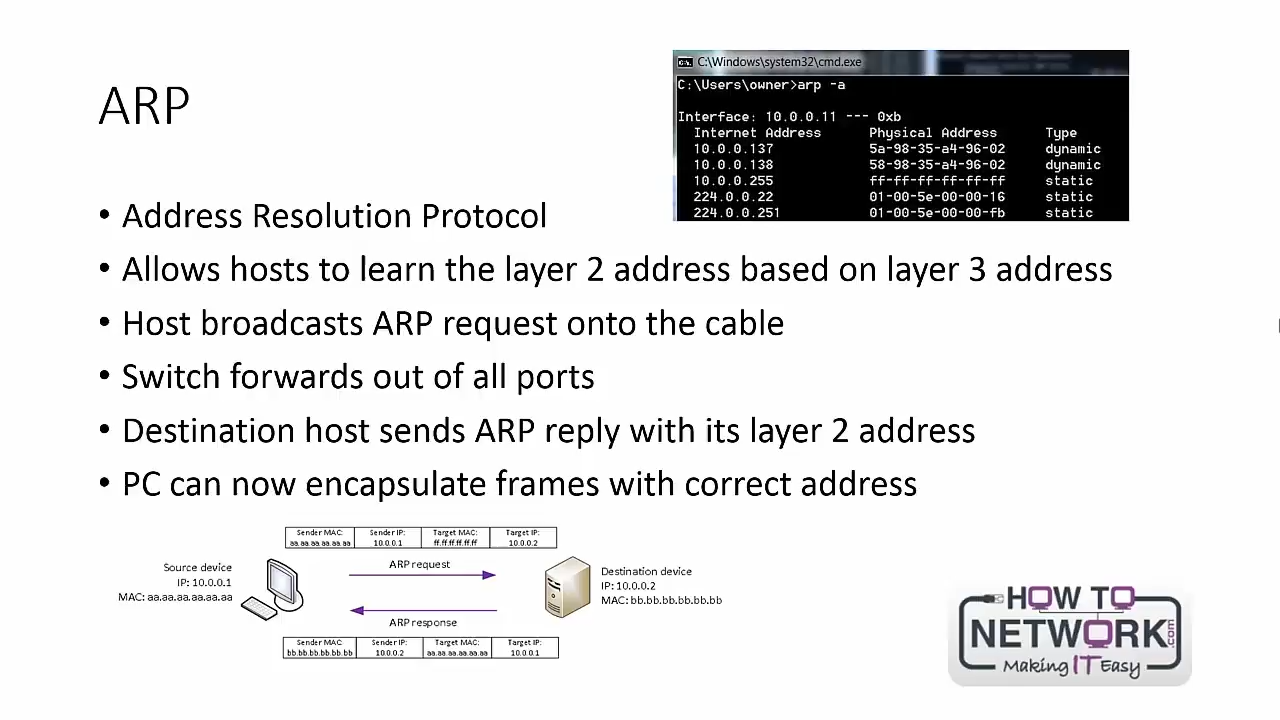 ARP
C:\Windows\system32\cmd.exe
C:\Users\owner>arp -a
Interface: 10.0.0.11 --- 0xb
Internet Address Physical Address Type
10.0.0.137 5a-98-35-a4-96-02 dynamic
10.0.0.138 58-98-35-a4-96-02 dynamic
10.0.0.255 ff-ff-ff-ff-ff-ff static
224.0.0.22 01-00-5e-00-00-16 static
224.0.0.251 01-00-5e-00-00-fb static
• Address Resolution Protocol
• Allows hosts to learn the layer 2 address based on layer 3 address
• Host broadcasts ARP request onto the cable
• Switch forwards out of all ports
• Destination host sends ARP reply with its layer 2 address
• PC can now encapsulate frames with correct address
Sender MAC: Sender IP: Target MAC: Target IP:
aa.aa.aa.aa.aa.aa 10.0.0.1 ff.ff.ff.ff.ff.ff 10.0.0.2
ARP request
Source device
IP: 10.0.0.1
MAC: aa.aa.aa.aa.aa.aa
Destination device
IP: 10.0.0.2
MAC: bb.bb.bb.bb.bb.bb
ARP response
Sender MAC: Sender IP: Target MAC: Target IP:
bb.bb.bb.bb.bb.bb 10.0.0.2 aa.aa.aa.aa.aa.aa 10.0.0.1
HOW TO
NETWORK.com
Making IT Easy